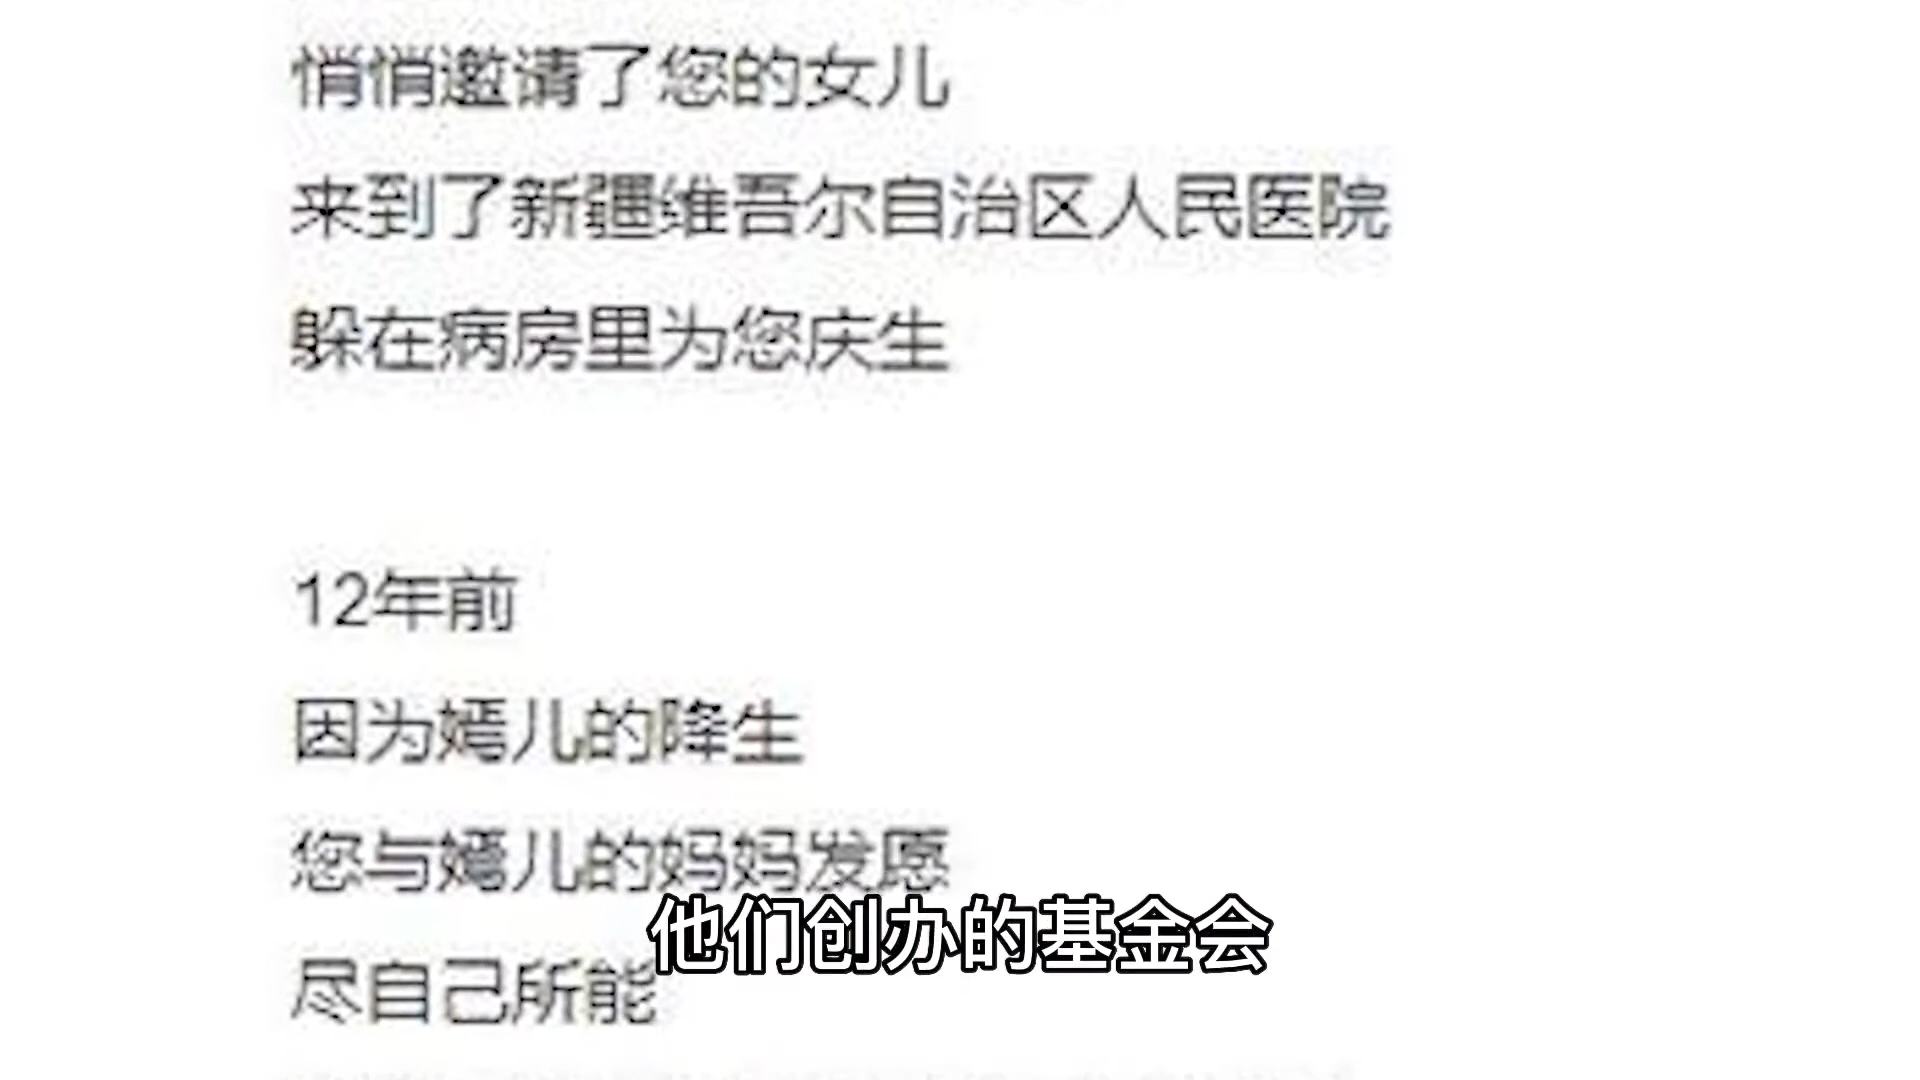 悄悄邀请了您的女儿
来到了新疆维吾尔自治区人民医院
躲在病房里为您庆生
12年前
因为嫣儿的降生
您与嫣儿的妈妈发愿
他们创办的基金会
尽自己所能